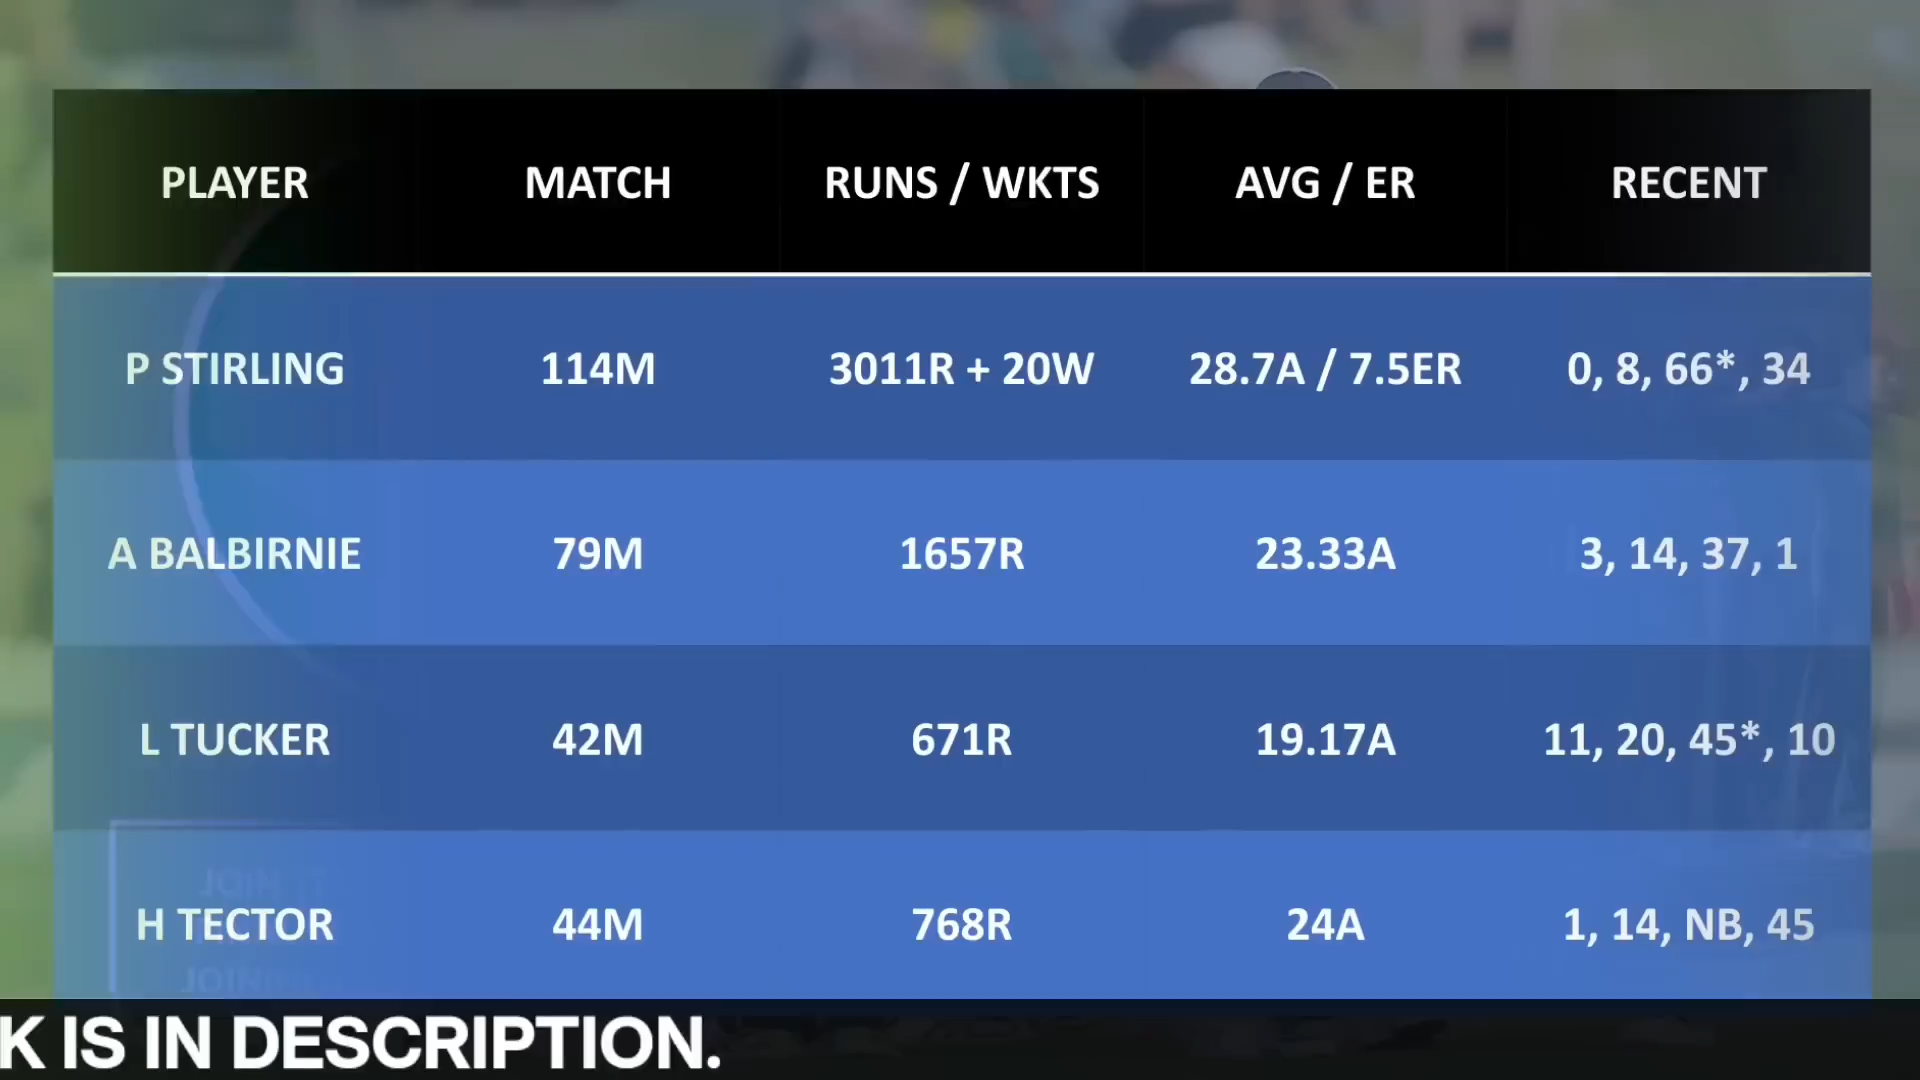 PLAYER MATCH RUNS / WKTS AVG / ER RECENT
P STIRLING 114M 3011R + 20W 28.7A / 7.5ER 0, 8, 66*, 34
A BALBIRNIE 79M 1657R 23.33A 3, 14, 37, 1
L TUCKER 42M 671R 19.17A 11, 20, 45*, 10
H TECTOR 44M 768R 24A 1, 14, NB, 45
K IS IN DESCRIPTION.